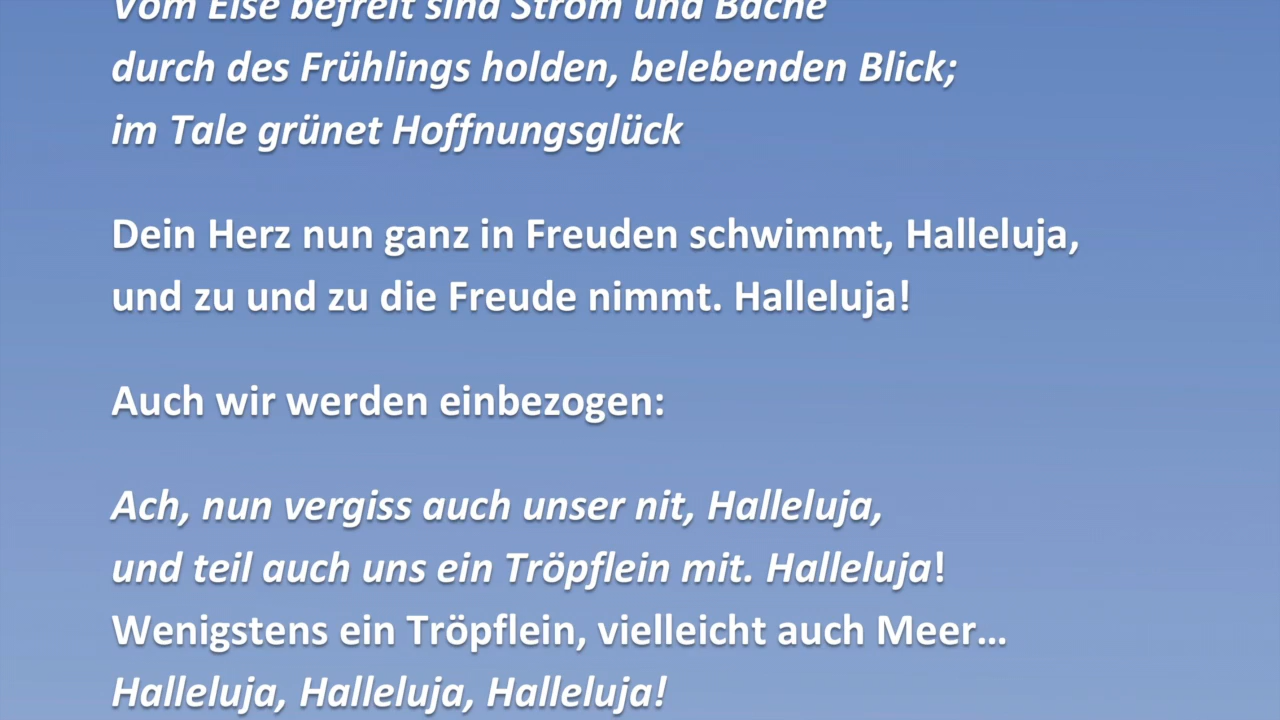 Vom Eise befreit sind Strom und Bäche
durch des Frühlings holden, belebenden Blick;
im Tale grünet Hoffnungsglück
Dein Herz nun ganz in Freuden schwimmt, Halleluja,
und zu und zu die Freude nimmt. Halleluja!
Auch wir werden einbezogen:
Ach, nun vergiss auch unser nit, Halleluja,
und teil auch uns ein Tröpflein mit. Halleluja!
Wenigstens ein Tröpflein, vielleicht auch Meer…
Halleluja, Halleluja, Halleluja!